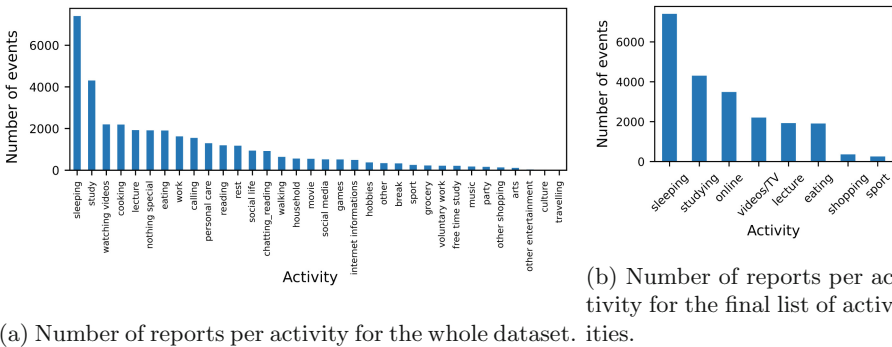 Number of events
6000
4000
2000
0
sleeping
study
watching videos
cooking
lecture
nothing special
eating
work
calling
personal care
reading
rest
social life
chatting_reading
walking
household
movie
social media
games
internet informations
hobbies
other
break
sport
grocery
voluntary work
free time study
music
party
other shopping
arts
other entertainment
culture
travelling
Activity
(a) Number of reports per activity for the whole dataset.
Number of events
6000
4000
2000
0
sleeping
studying
online
videos/TV
lecture
eating
shopping
sport
Activity
(b) Number of reports per ac
tivity for the final list of activ
ities.